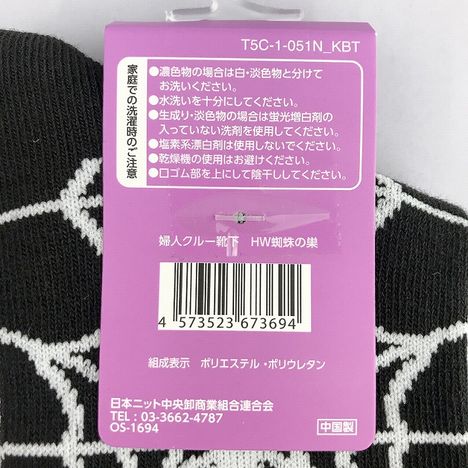 T5C-1-051N_KBT
家庭での洗濯時のご注意
●濃色物の場合は白・淡色物と分けて
お洗いください。
●水洗いを十分にしてください。
●生成り・淡色物の場合は蛍光増白剤の
入っていない洗剤を使用してください。
●塩素系漂白剤は使用しないでください。
●乾燥機の使用はお避けください。
●口ゴム部を上にして陰干ししてください。
婦人クルー靴下 HW蜘蛛の巣
4 573523 673694
組成表示 ポリエステル・ポリウレタン
日本ニット中央卸商業組合連合会
TEL : 03-3662-4787
OS-1694
中国製